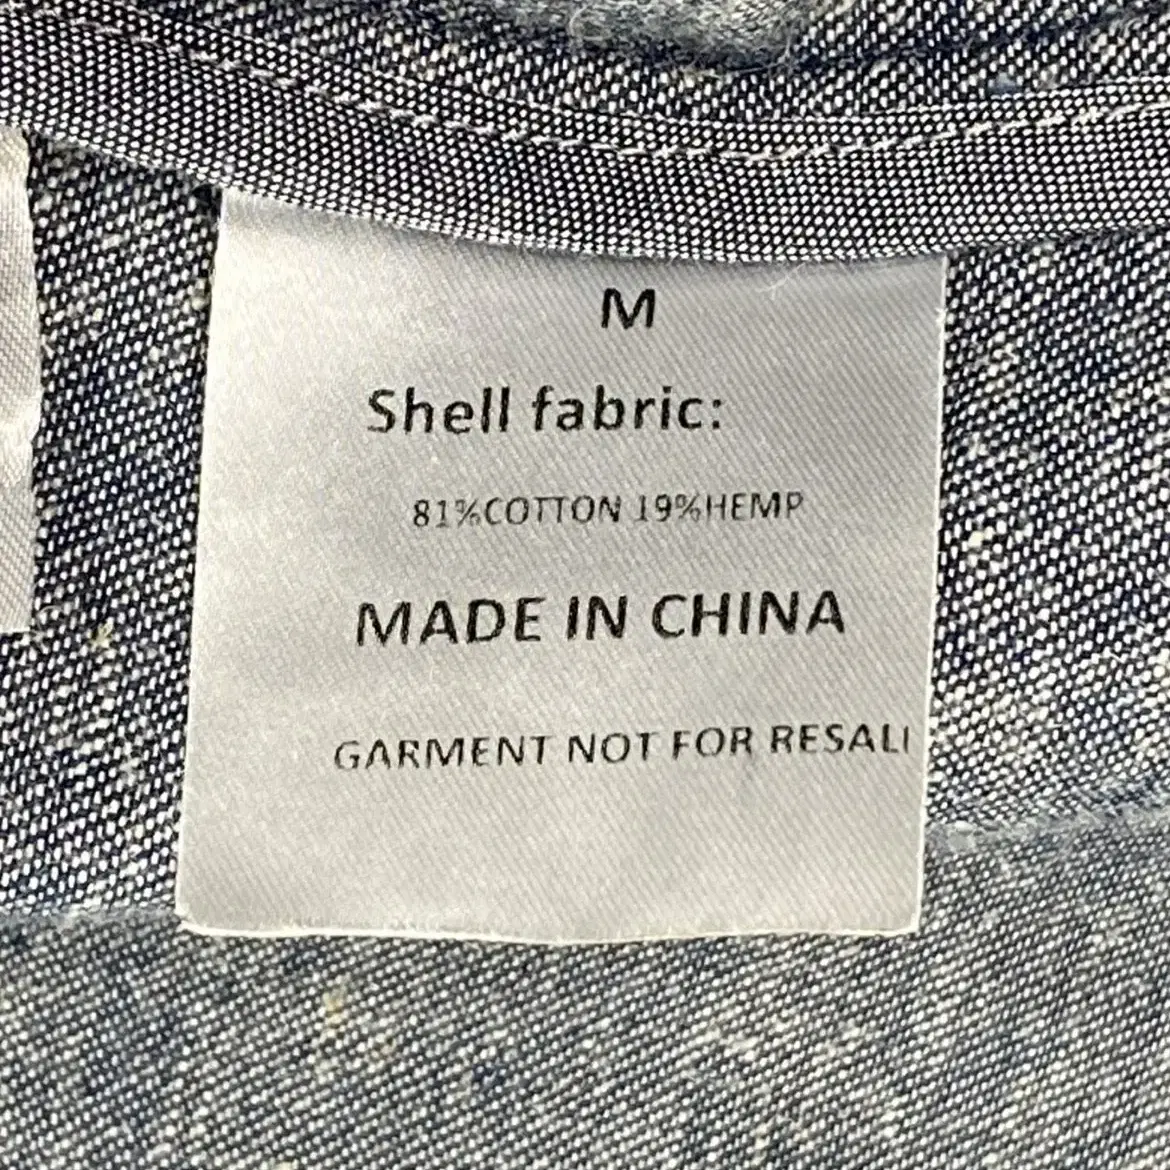 M
Shell fabric:
81%COTTON 19%HEMP
MADE IN CHINA
GARMENT NOT FOR RESALI